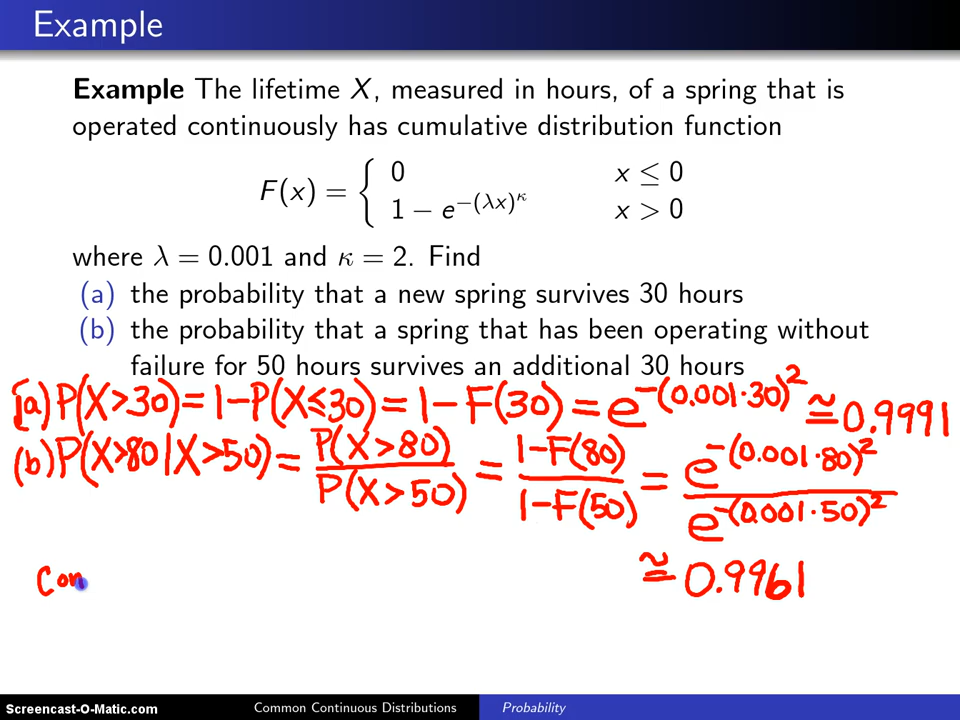 Example
Example The lifetime X, measured in hours, of a spring that is
operated continuously has cumulative distribution function
F(x) = { 0 x ≤ 0
1 − e^{−(λx)^κ} x > 0
where λ = 0.001 and κ = 2. Find
(a) the probability that a new spring survives 30 hours
(b) the probability that a spring that has been operating without
failure for 50 hours survives an additional 30 hours
(a) P(X>30) = 1−P(X≤30) = 1−F(30) = e^{−(0.001·30)^2} ≅ 0.9991
(b) P(X>80|X>50) = P(X>80) / P(X>50) = 1−F(80) / 1−F(50) = e^{−(0.001·80)^2} / e^{−(0.001·50)^2}
≅ 0.9961
Con
Screencast-O-Matic.com Common Continuous Distributions Probability